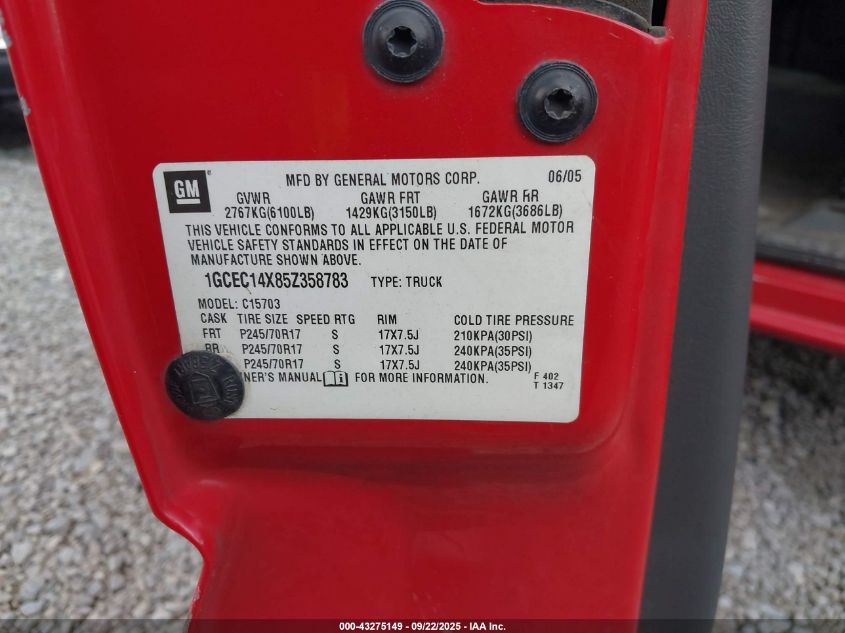 GM
MFD BY GENERAL MOTORS CORP. 06/05
GVWR GAWR FRT GAWR RR
2767KG(6100LB) 1429KG(3150LB) 1672KG(3686LB)
THIS VEHICLE CONFORMS TO ALL APPLICABLE U.S. FEDERAL MOTOR
VEHICLE SAFETY STANDARDS IN EFFECT ON THE DATE OF
MANUFACTURE SHOWN ABOVE.
1GCEC14X85Z358783 TYPE: TRUCK
MODEL: C15703
CASK TIRE SIZE SPEED RTG RIM COLD TIRE PRESSURE
FRT P245/70R17 S 17X7.5J 210KPA(30PSI)
RR P245/70R17 S 17X7.5J 240KPA(35PSI)
P245/70R17 S 17X7.5J 240KPA(35PSI)
NER'S MANUAL FOR MORE INFORMATION.
F 402
T 1347
000-43275149 - 09/22/2025 - IAA Inc.